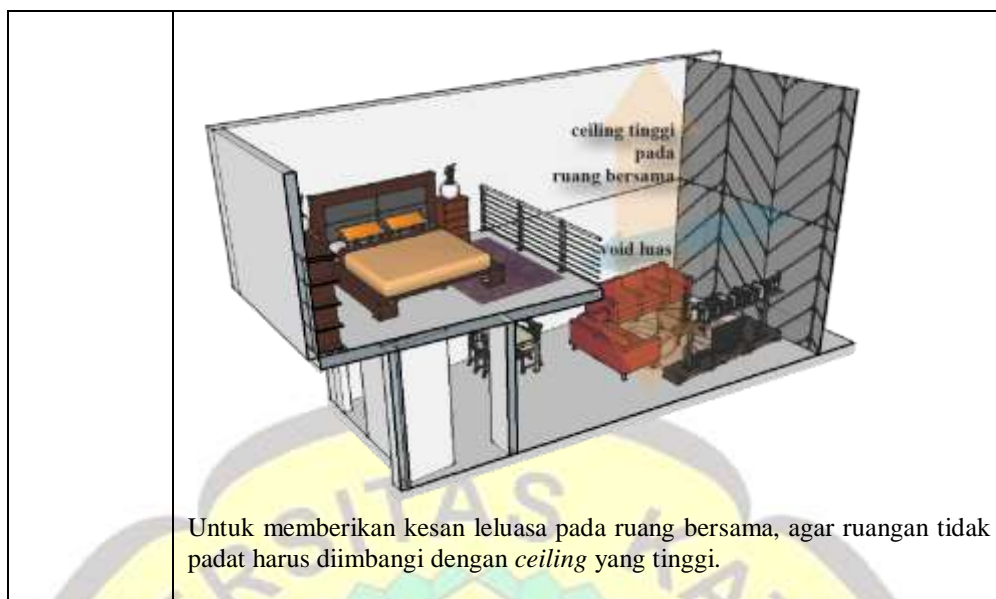 ceiling tinggi
pada
ruang bersama
void luas
Untuk memberikan kesan leluasa pada ruang bersama, agar ruangan tidak
padat harus diimbangi dengan ceiling yang tinggi.